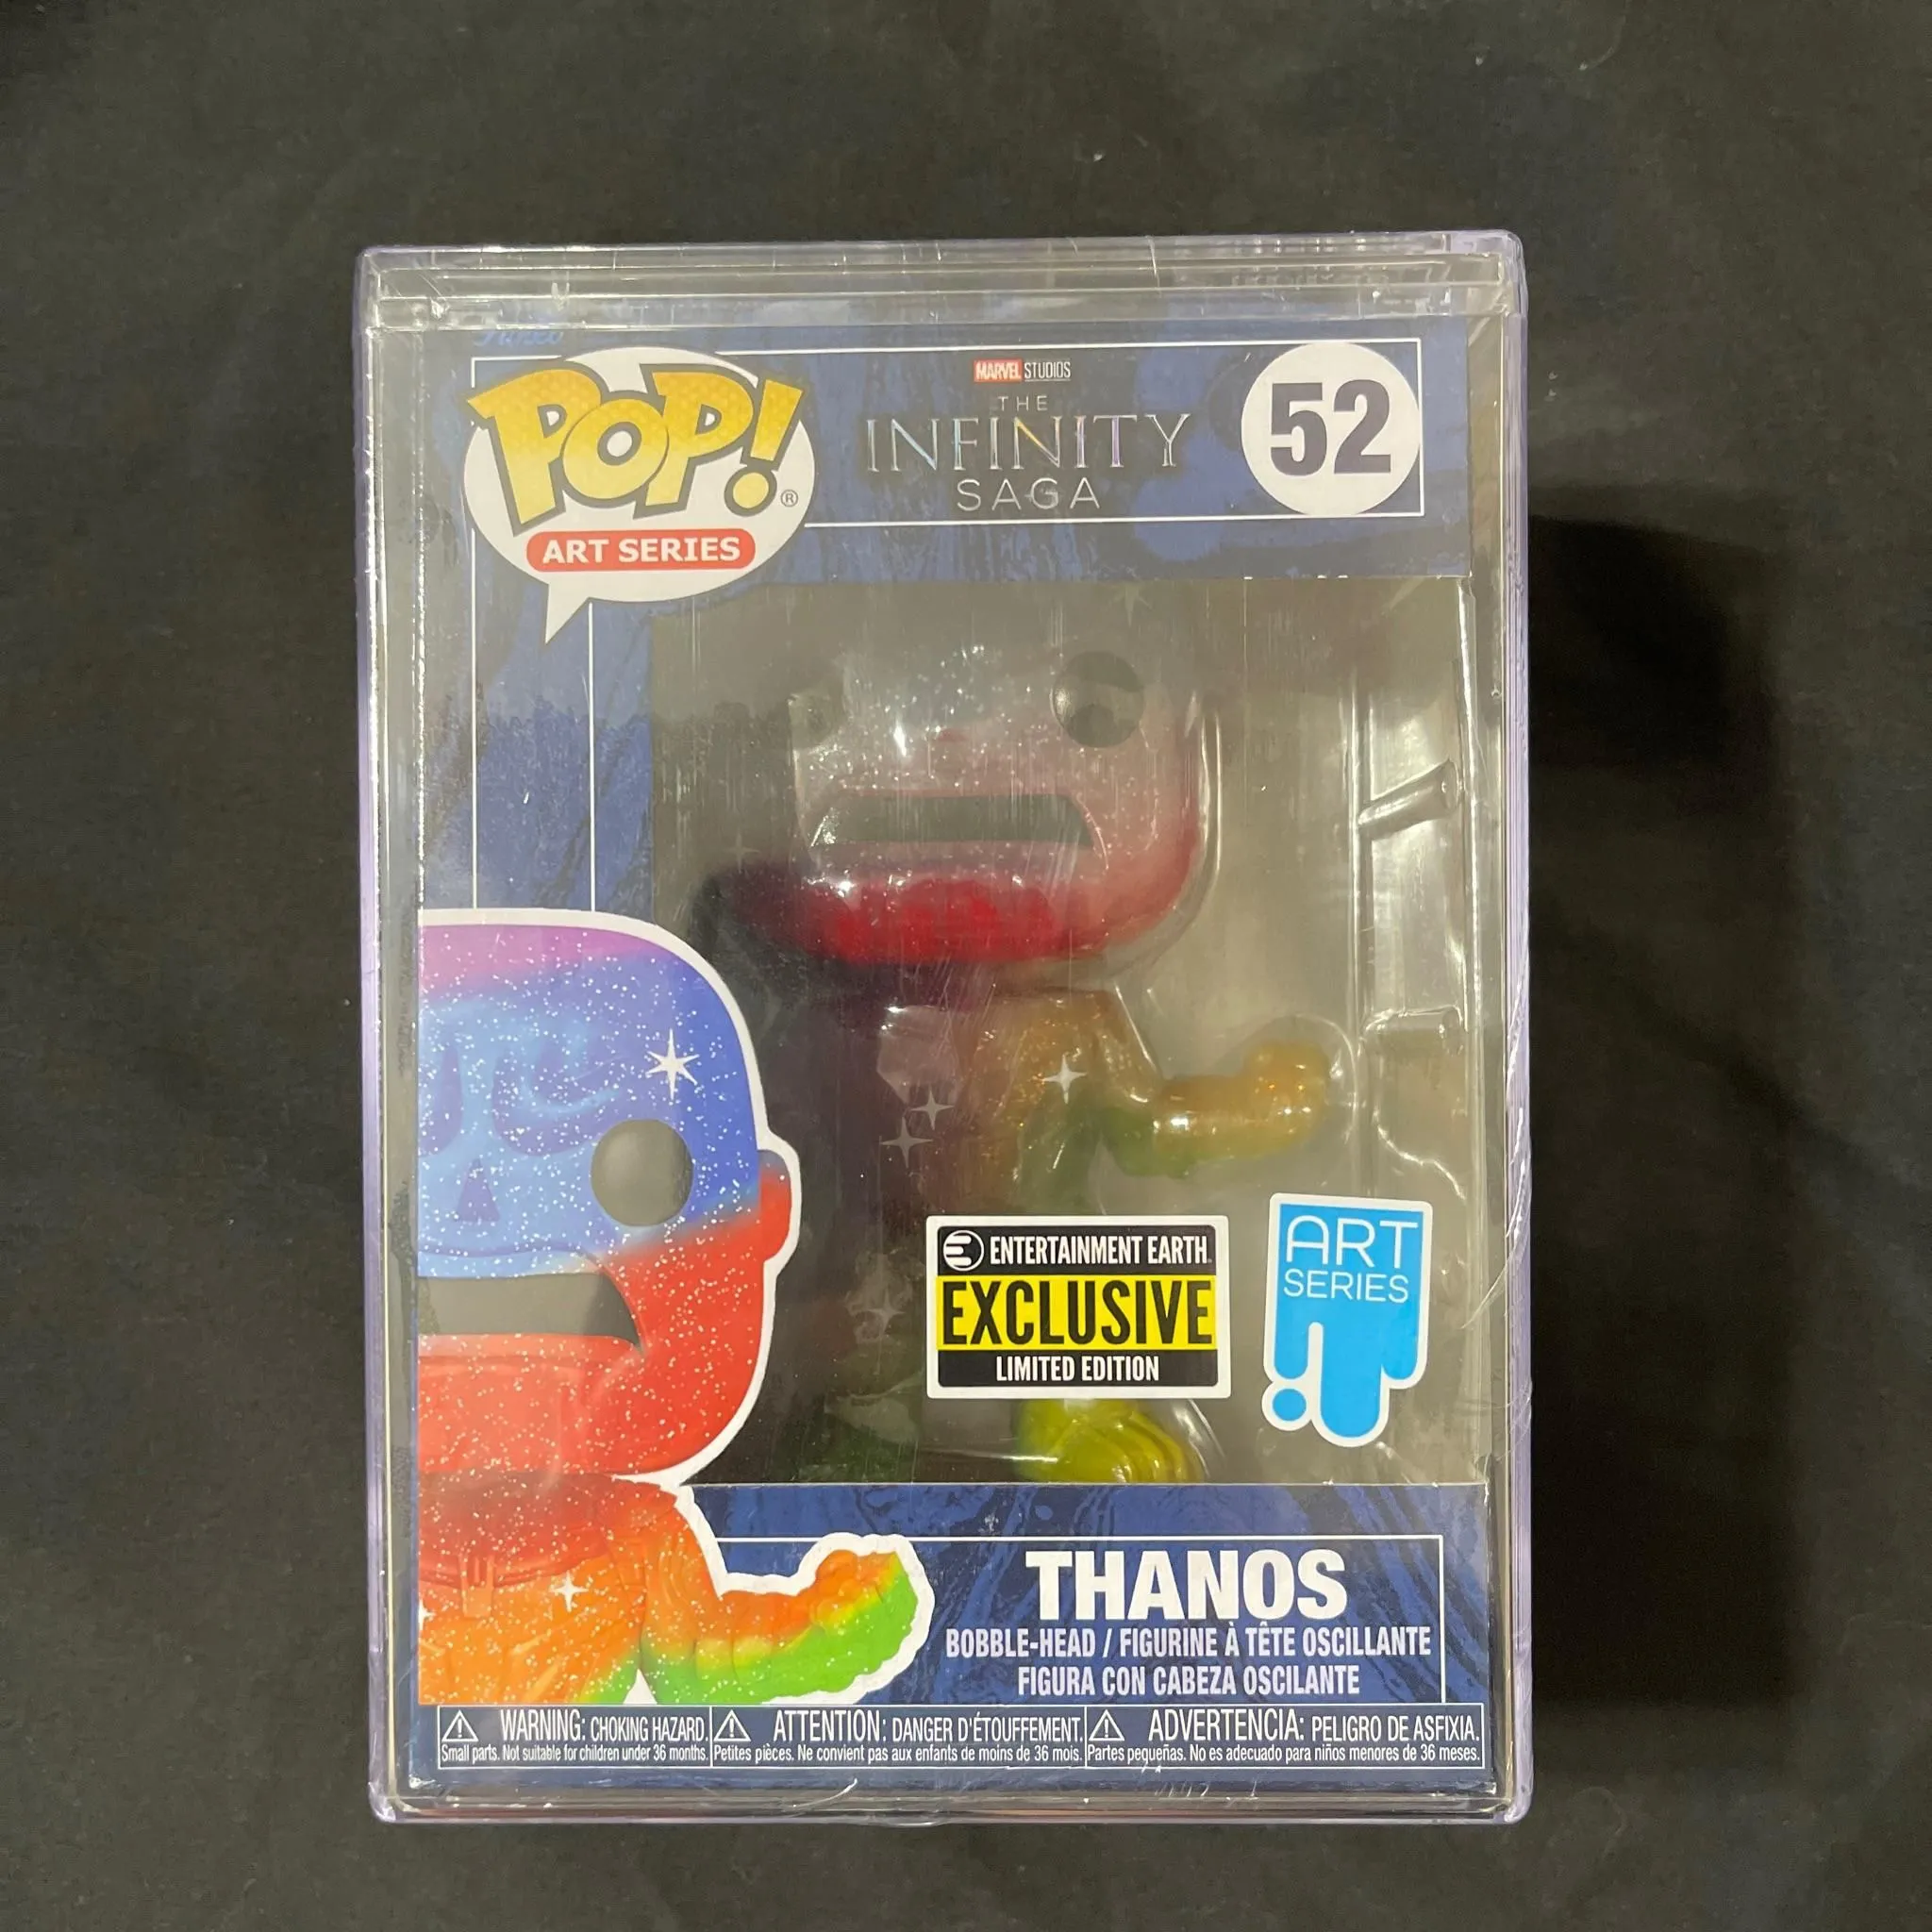 Funko
POP!®
ART SERIES
MARVEL STUDIOS
THE
INFINITY
SAGA
52
ENTERTAINMENT EARTH
EXCLUSIVE
LIMITED EDITION
ART
SERIES
THANOS
BOBBLE-HEAD / FIGURINE À TÊTE OSCILLANTE
FIGURA CON CABEZA OSCILANTE
WARNING: CHOKING HAZARD.
Small parts. Not suitable for children under 36 months.
ATTENTION: DANGER D'ÉTOUFFEMENT.
Petites pièces. Ne convient pas aux enfants de moins de 36 mois.
ADVERTENCIA: PELIGRO DE ASFIXIA.
Partes pequeñas. No es adecuado para niños menores de 36 meses.